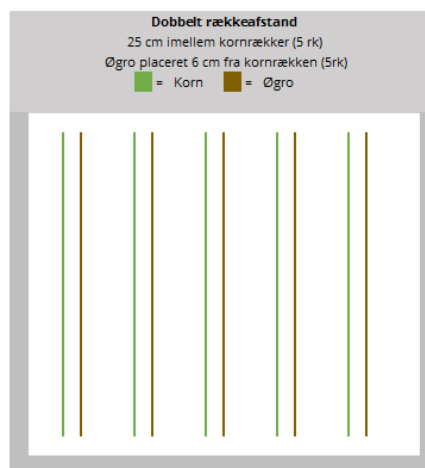 Dobbelt rækkeafstand
25 cm imellem kornrækker (5 rk)
Øgro placeret 6 cm fra kornrækken (5rk)
= Korn = Øgro